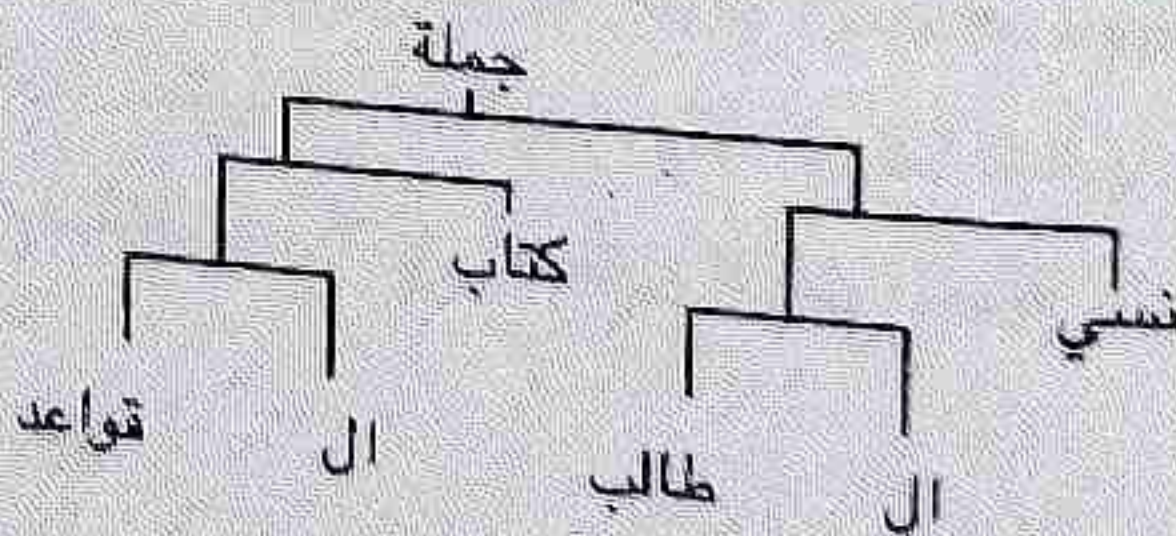 جملة
نسي
كتاب
ال
طالب
ال
قواعد